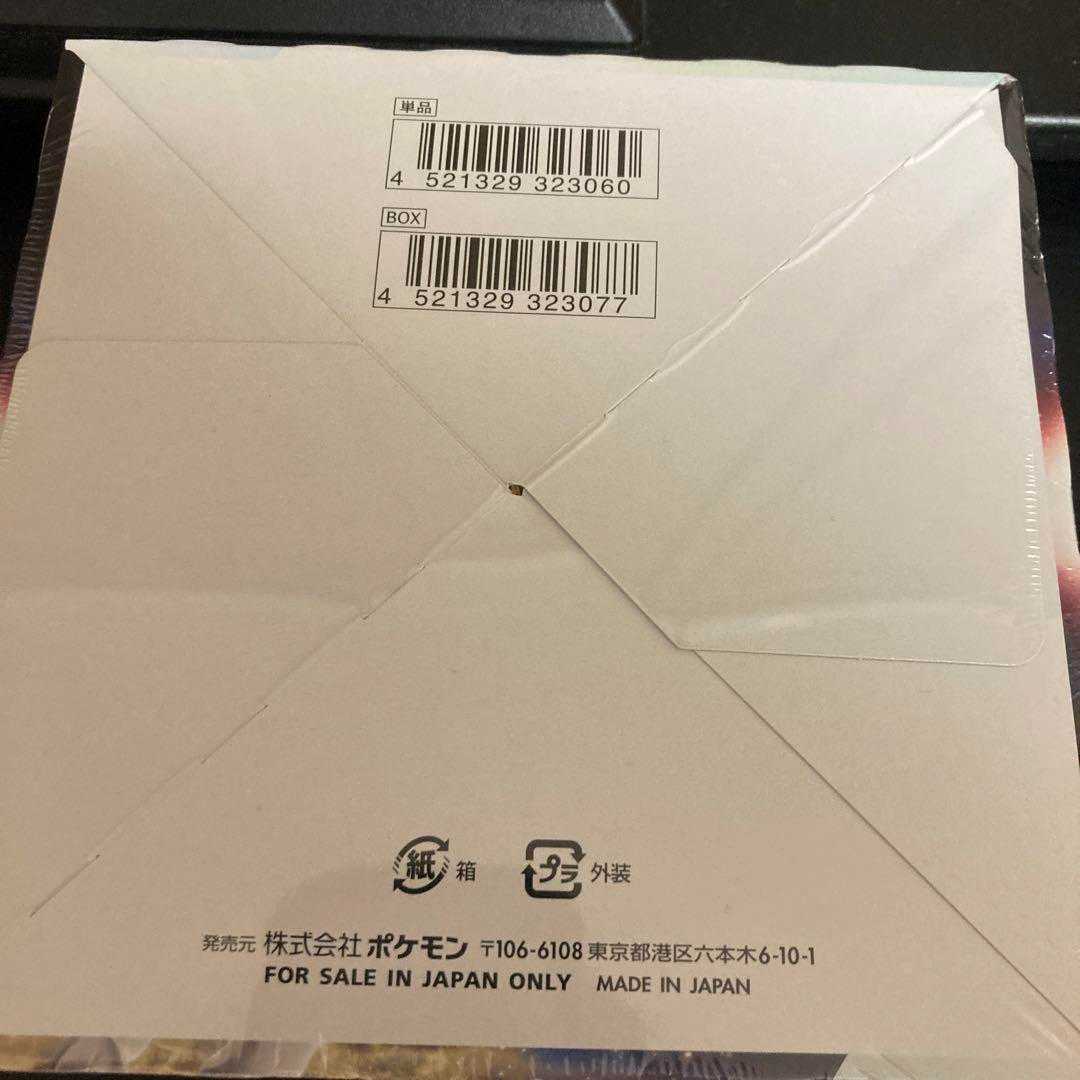 単品
4 521329 323060
BOX
4 521329 323077
紙 箱 プラ 外装
発売元 株式会社 ポケモン 〒106-6108 東京都港区六本木6-10-1
FOR SALE IN JAPAN ONLY MADE IN JAPAN